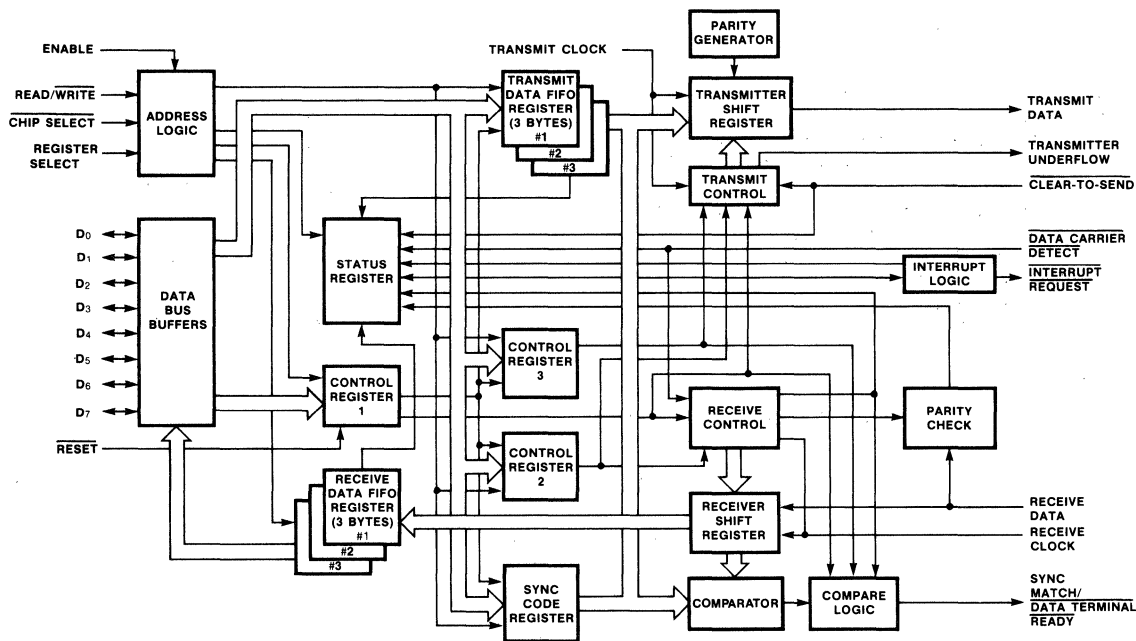 ENABLE
READ/WRITE
CHIP SELECT
REGISTER
SELECT
ADDRESS
LOGIC
TRANSMIT CLOCK
TRANSMIT
DATA FIFO
REGISTER
(3 BYTES)
#1
#2
#3
PARITY
GENERATOR
TRANSMITTER
SHIFT
REGISTER
TRANSMIT
DATA
TRANSMITTER
UNDERFLOW
TRANSMIT
CONTROL
CLEAR-TO-SEND
D0
D1
D2
D3
D4
D5
D6
D7
DATA
BUS
BUFFERS
STATUS
REGISTER
DATA CARRIER
DETECT
INTERRUPT
LOGIC
INTERRUPT
REQUEST
CONTROL
REGISTER
3
CONTROL
REGISTER
1
RECEIVE
CONTROL
PARITY
CHECK
RESET
CONTROL
REGISTER
2
RECEIVE
DATA FIFO
REGISTER
(3 BYTES)
#1
#2
#3
RECEIVER
SHIFT
REGISTER
RECEIVE
DATA
RECEIVE
CLOCK
SYNC
CODE
REGISTER
COMPARATOR
COMPARE
LOGIC
SYNC
MATCH/
DATA TERMINAL
READY